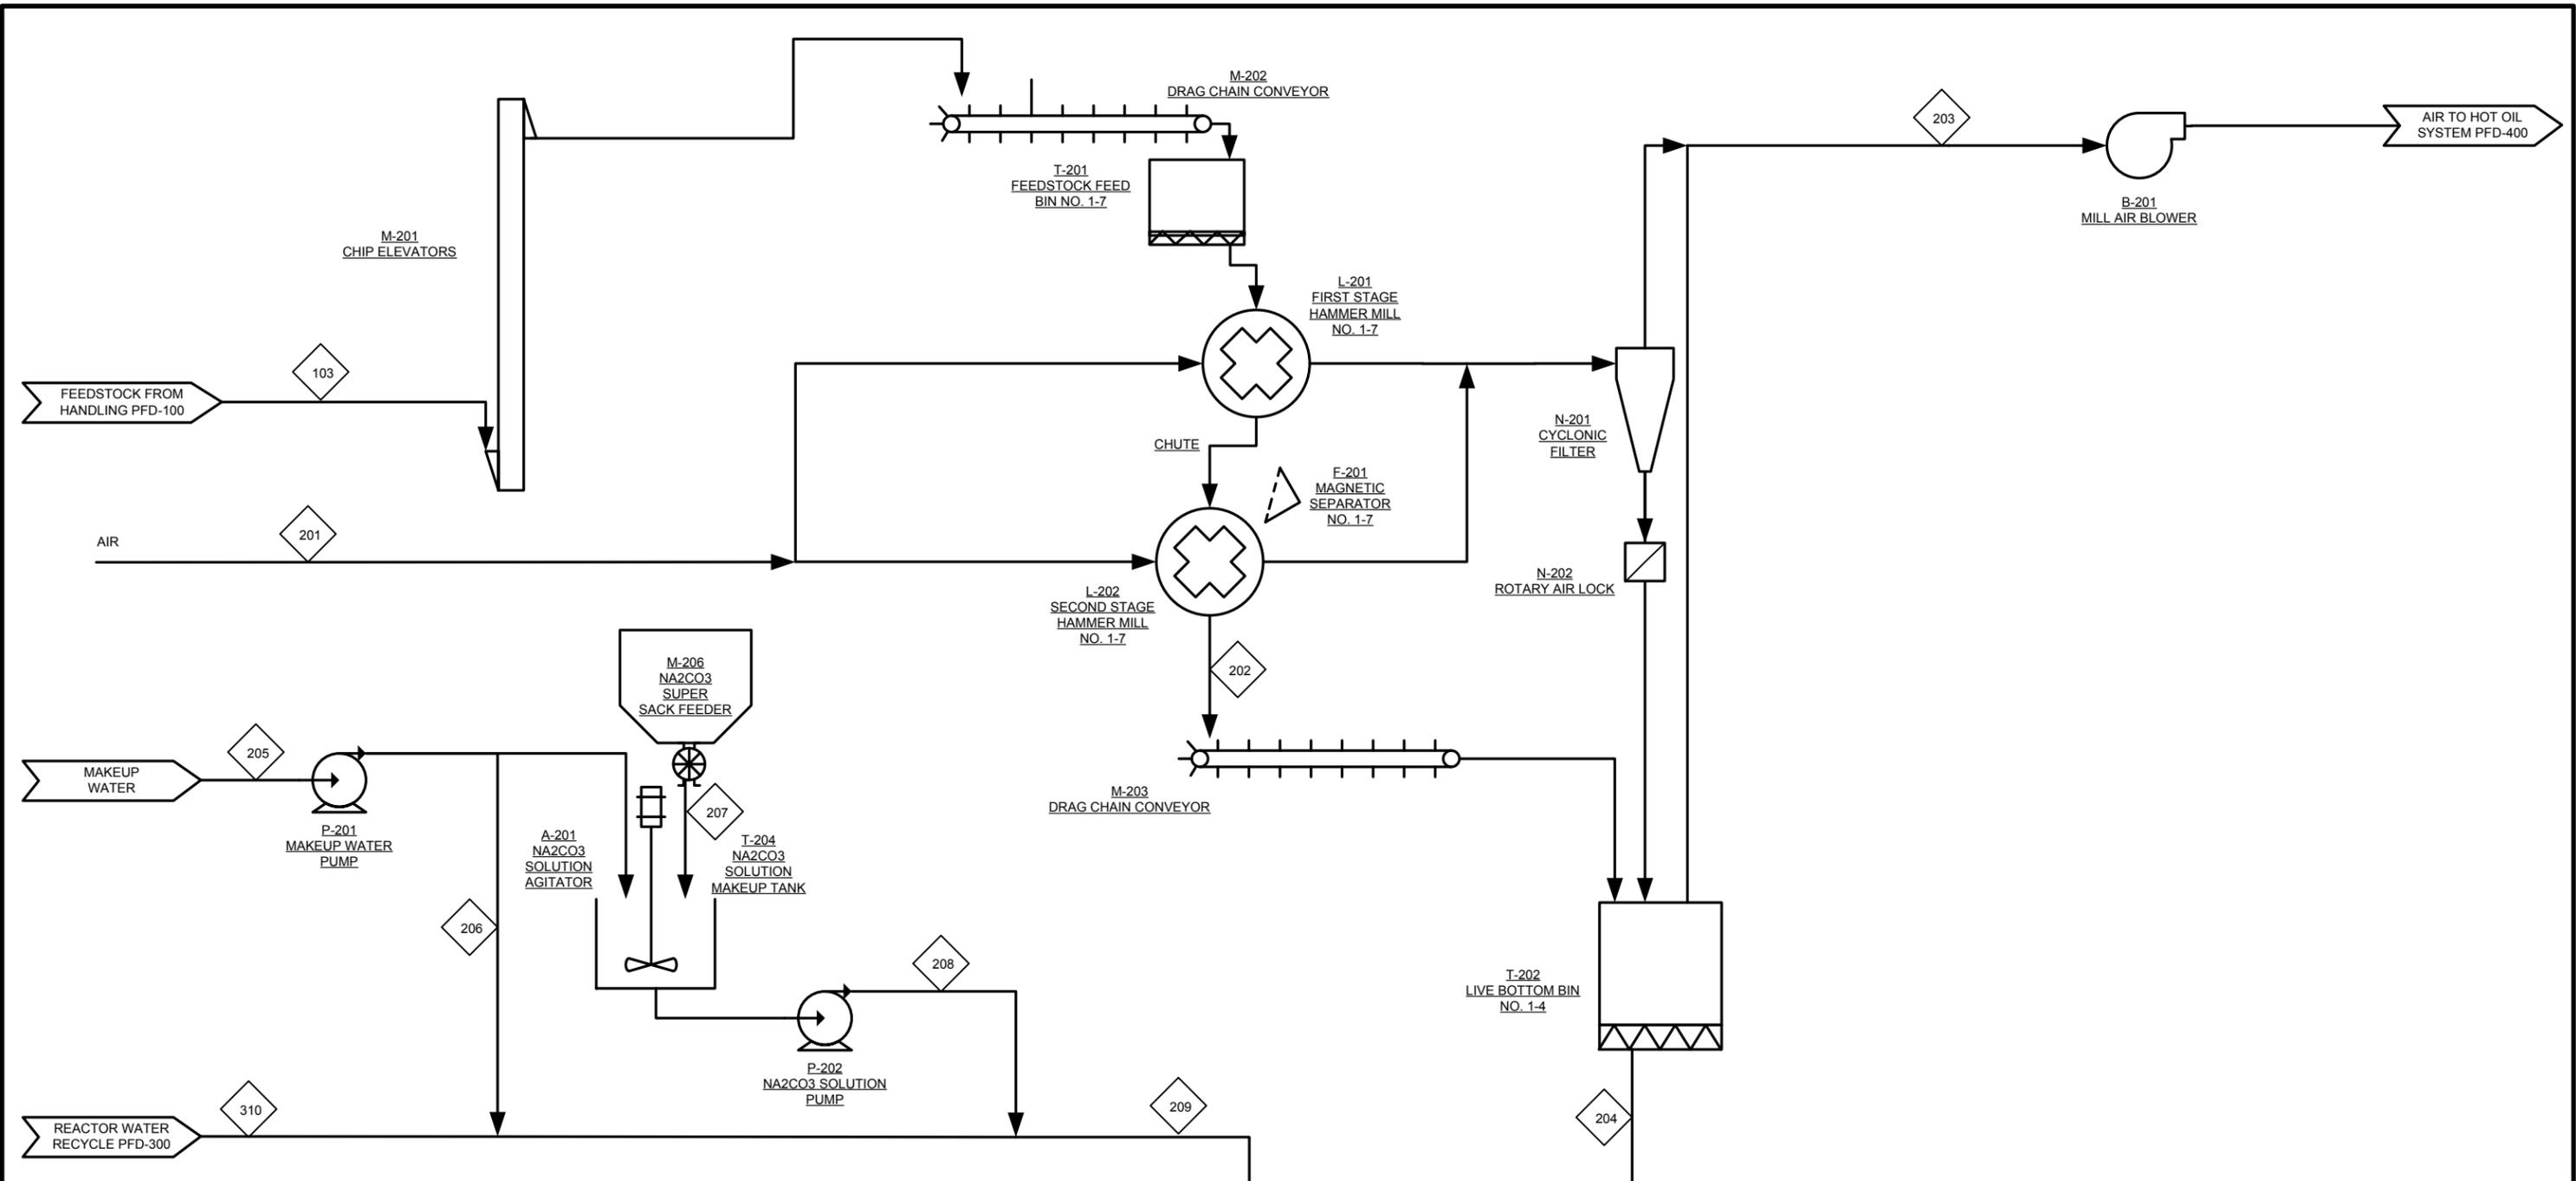 M-202
DRAG CHAIN CONVEYOR
203
AIR TO HOT OIL
SYSTEM PFD-400
T-201
FEEDSTOCK FEED
BIN NO. 1-7
B-201
MILL AIR BLOWER
M-201
CHIP ELEVATORS
L-201
FIRST STAGE
HAMMER MILL
NO. 1-7
103
FEEDSTOCK FROM
HANDLING PFD-100
CHUTE
N-201
CYCLONIC
FILTER
F-201
MAGNETIC
SEPARATOR
NO. 1-7
201
AIR
N-202
ROTARY AIR LOCK
L-202
SECOND STAGE
HAMMER MILL
NO. 1-7
202
M-206
NA2CO3
SUPER
SACK FEEDER
205
MAKEUP
WATER
207
M-203
DRAG CHAIN CONVEYOR
P-201
MAKEUP WATER
PUMP
A-201
NA2CO3
SOLUTION
AGITATOR
T-204
NA2CO3
SOLUTION
MAKEUP TANK
206
208
T-202
LIVE BOTTOM BIN
NO. 1-4
P-202
NA2CO3 SOLUTION
PUMP
310
209
204
REACTOR WATER
RECYCLE PFD-300